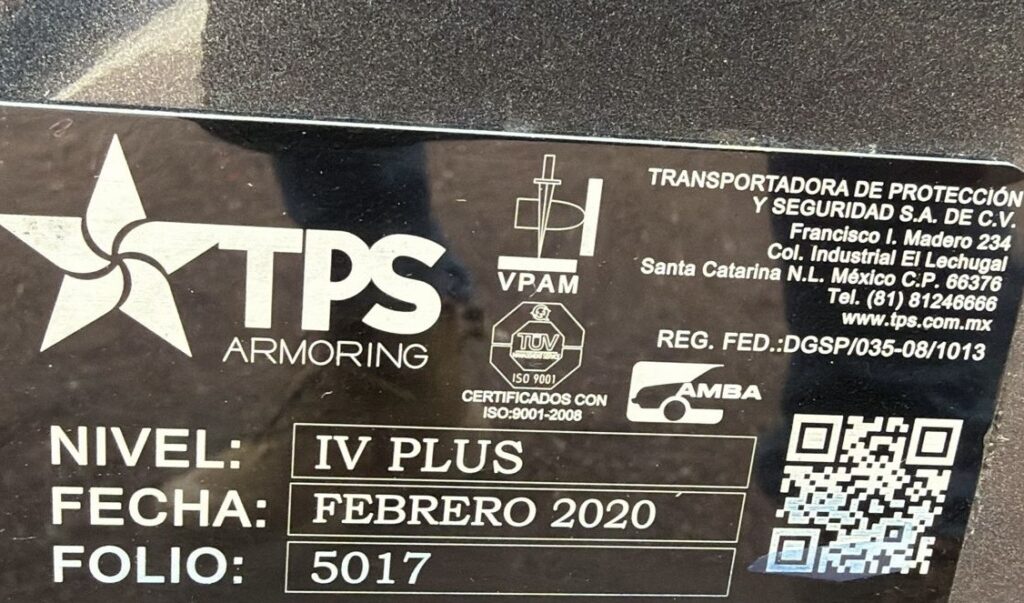 TPS
ARMORING
VPAM
TÜV
ISO 9001
CERTIFICADOS CON
ISO:9001-2008
TRANSPORTADORA DE PROTECCIÓN
Y SEGURIDAD S.A. DE C.V.
Francisco I. Madero 234
Col. Industrial El Lechugal
Santa Catarina N.L. México C.P. 66376
Tel. (81) 81246666
www.tps.com.mx
REG. FED.:DGSP/035-08/1013
AMBA
NIVEL: IV PLUS
FECHA: FEBRERO 2020
FOLIO: 5017